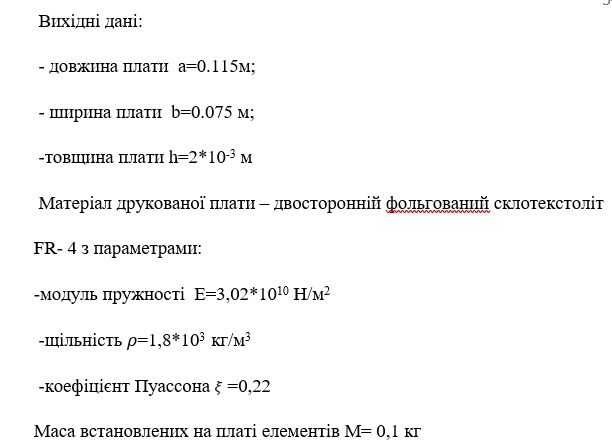 Вихідні дані:
- довжина плати a=0.115м;
- ширина плати b=0.075 м;
-товщина плати h=2*10⁻³ м
Матеріал друкованої плати – двосторонній фольгований склотекстоліт
FR- 4 з параметрами:
-модуль пружності E=3,02*10¹⁰ Н/м²
-щільність ρ=1,8*10³ кг/м³
-коефіцієнт Пуассона ξ =0,22
Маса встановлених на платі елементів М= 0,1 кг